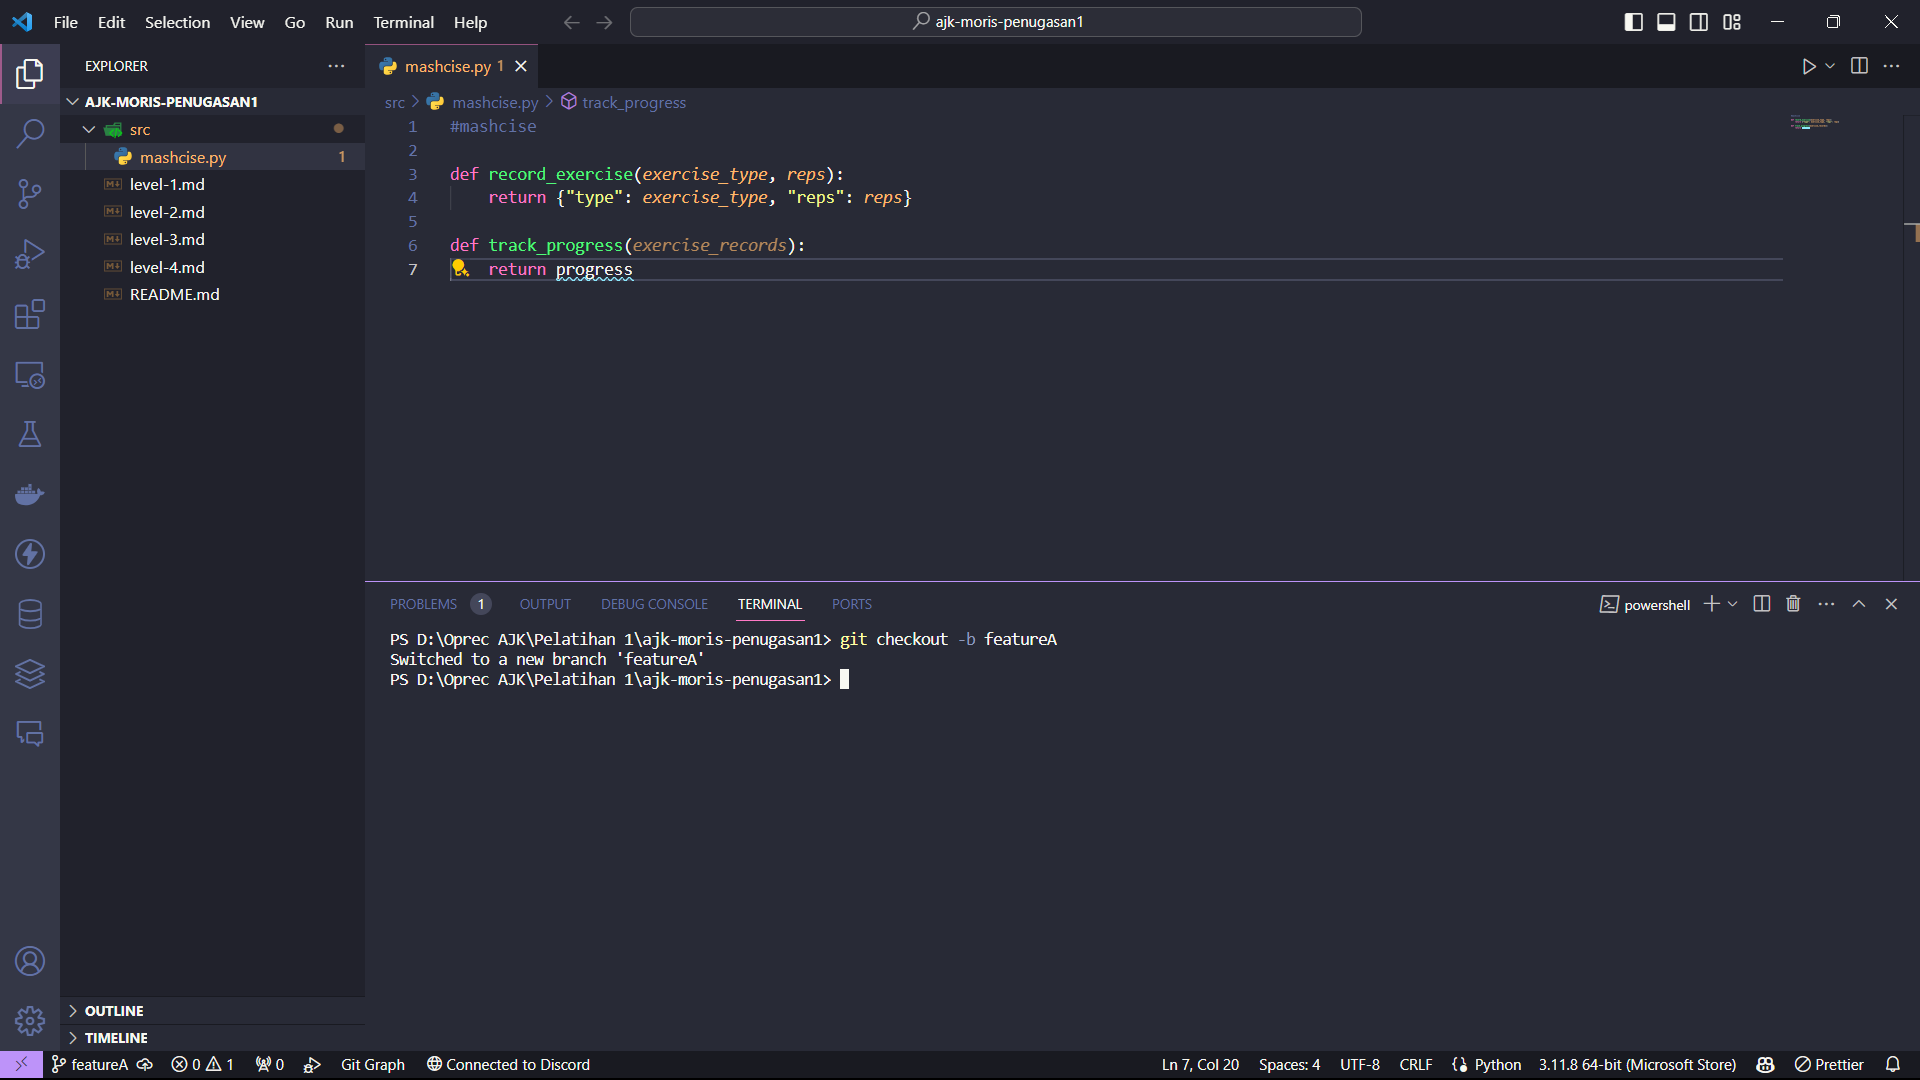 File Edit Selection View Go Run Terminal Help
ajk-moris-penugasan1
EXPLORER
AJK-MORIS-PENUGASAN1
src
mashcise.py 1
level-1.md
level-2.md
level-3.md
level-4.md
README.md
OUTLINE
TIMELINE
mashcise.py 1
src > mashcise.py > track_progress
1 #mashcise
2
3 def record_exercise(exercise_type, reps):
4 return {"type": exercise_type, "reps": reps}
5
6 def track_progress(exercise_records):
7 return progress
PROBLEMS 1 OUTPUT DEBUG CONSOLE TERMINAL PORTS
powershell
PS D:\Oprec AJK\Pelatihan 1\ajk-moris-penugasan1> git checkout -b featureA
Switched to a new branch 'featureA'
PS D:\Oprec AJK\Pelatihan 1\ajk-moris-penugasan1>
featureA 0 1 0 Git Graph Connected to Discord Ln 7, Col 20 Spaces: 4 UTF-8 CRLF Python 3.11.8 64-bit (Microsoft Store) Prettier